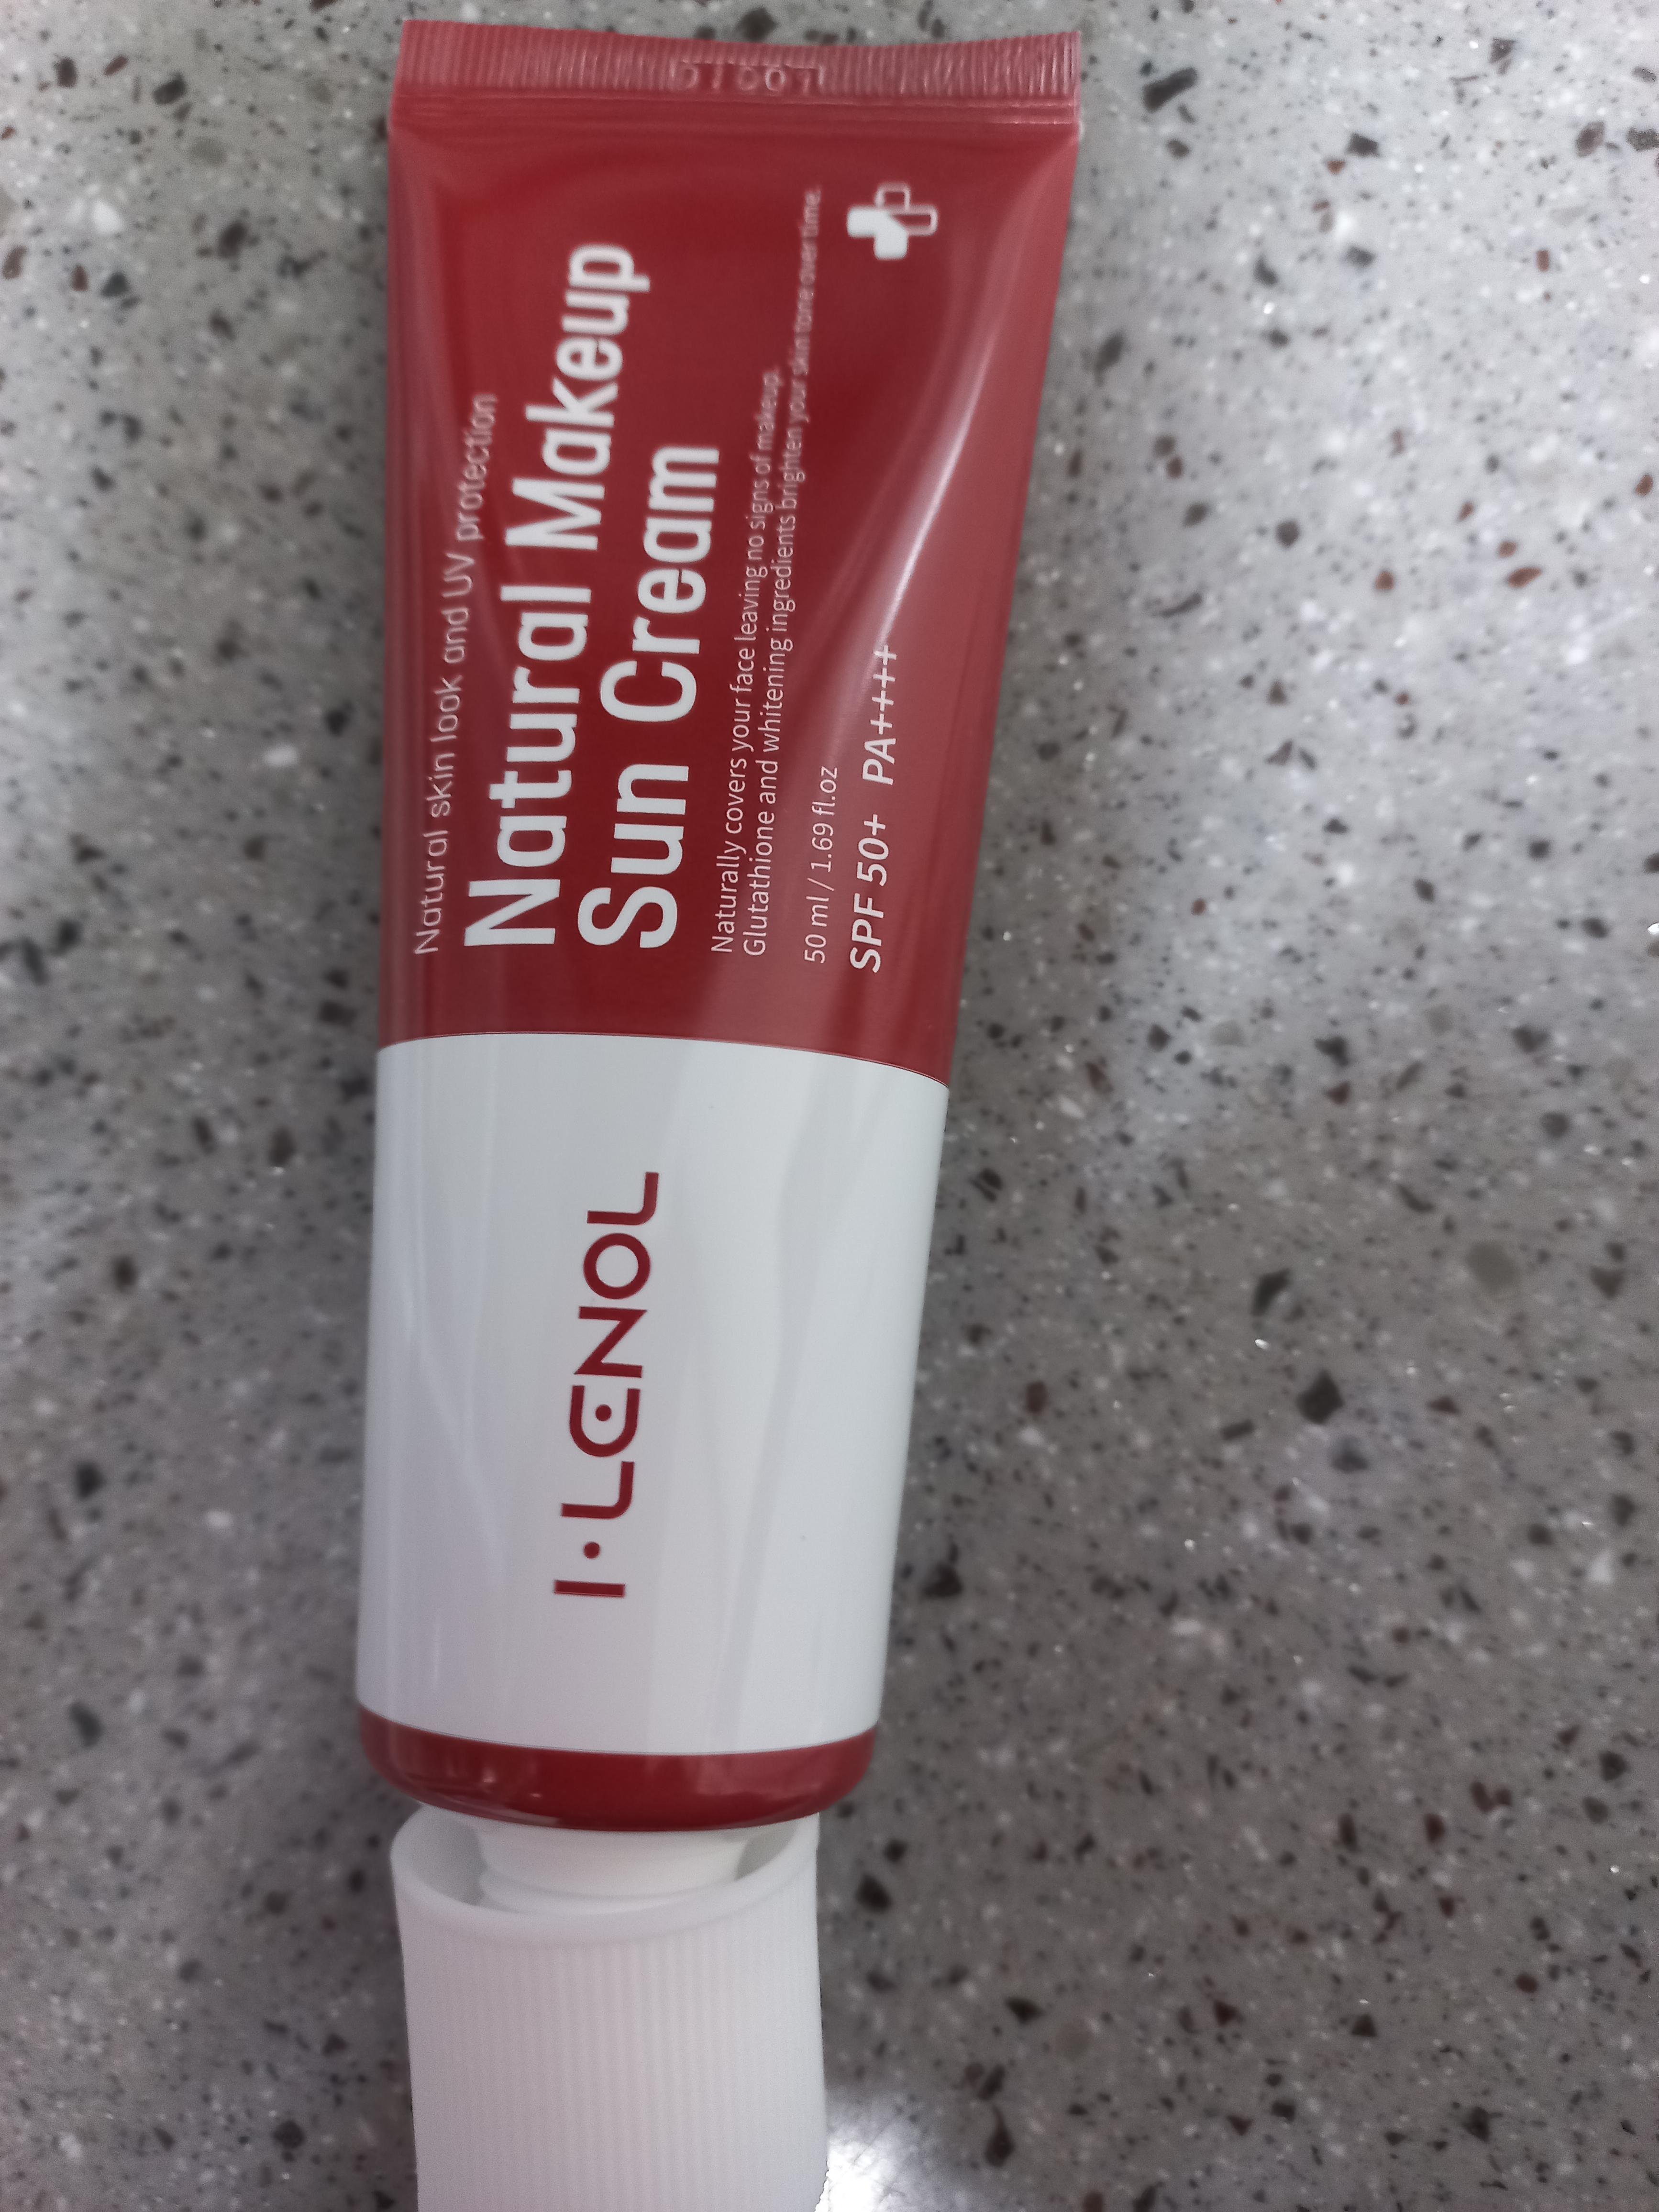 Natural skin look and UV protection
Natural Makeup
Sun Cream
Naturally covers your face leaving no signs of makeup.
Glutathione and whitening ingredients brighten your skin tone over time.
50 ml / 1.69 fl.oz
SPF 50+ PA++++
I·LENOL